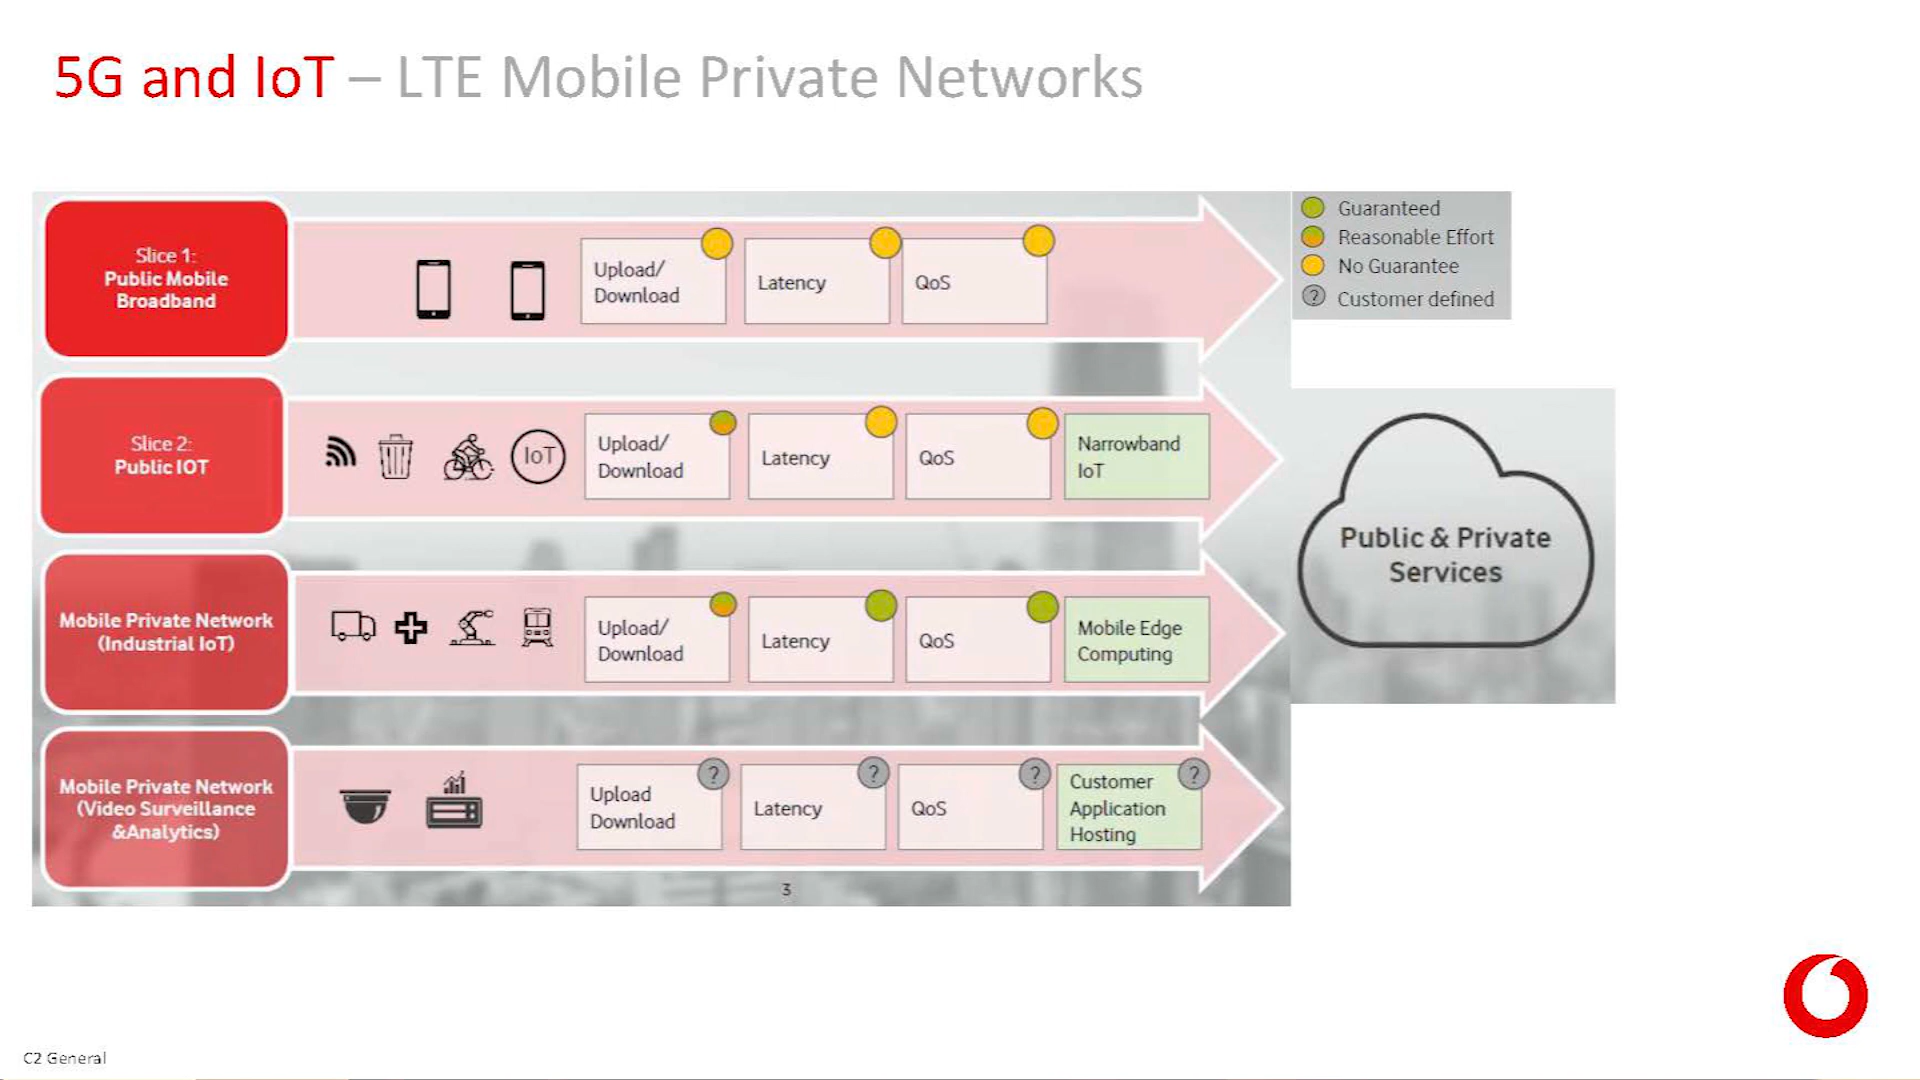 5G and IoT – LTE Mobile Private Networks
Slice 1:
Public Mobile
Broadband
Upload/
Download
Latency
QoS
Guaranteed
Reasonable Effort
No Guarantee
? Customer defined
Slice 2:
Public IOT
IoT
Upload/
Download
Latency
QoS
Narrowband
IoT
Mobile Private Network
(Industrial IoT)
Upload/
Download
Latency
QoS
Mobile Edge
Computing
Public & Private
Services
Mobile Private Network
(Video Surveillance
&Analytics)
Upload
Download
?
Latency
?
QoS
?
Customer
Application
Hosting
?
3
C2 General